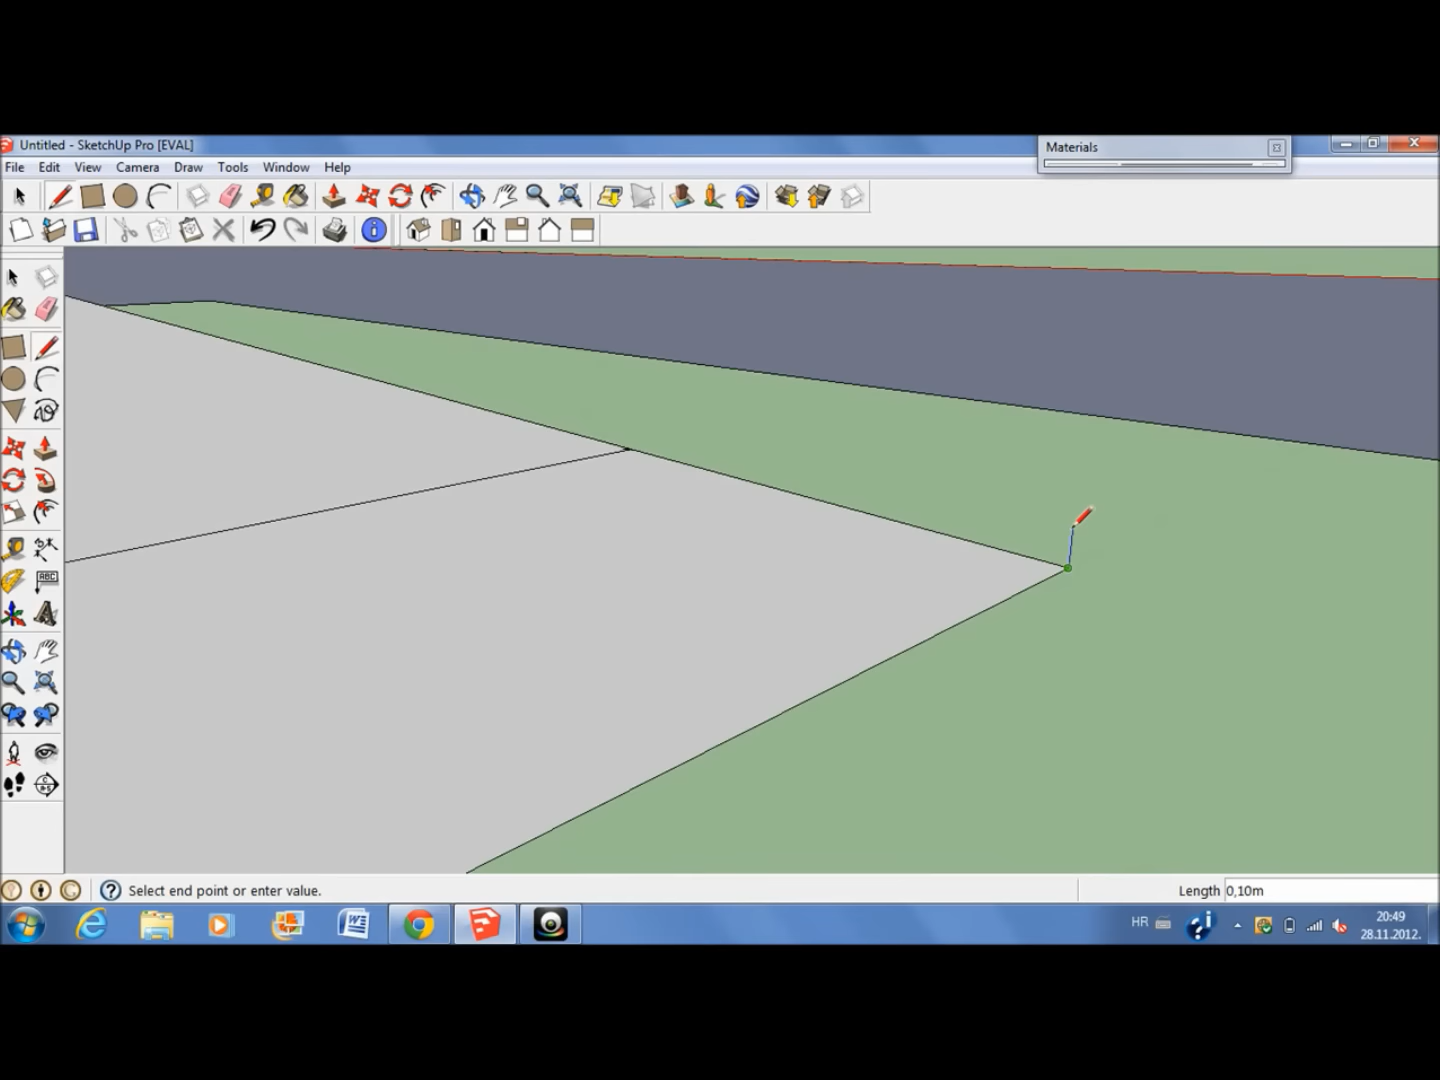 Untitled - SketchUp Pro [EVAL]
Materials
File Edit View Camera Draw Tools Window Help
ABC
Select end point or enter value.
Length 0,10m
HR
20:49
28.11.2012.